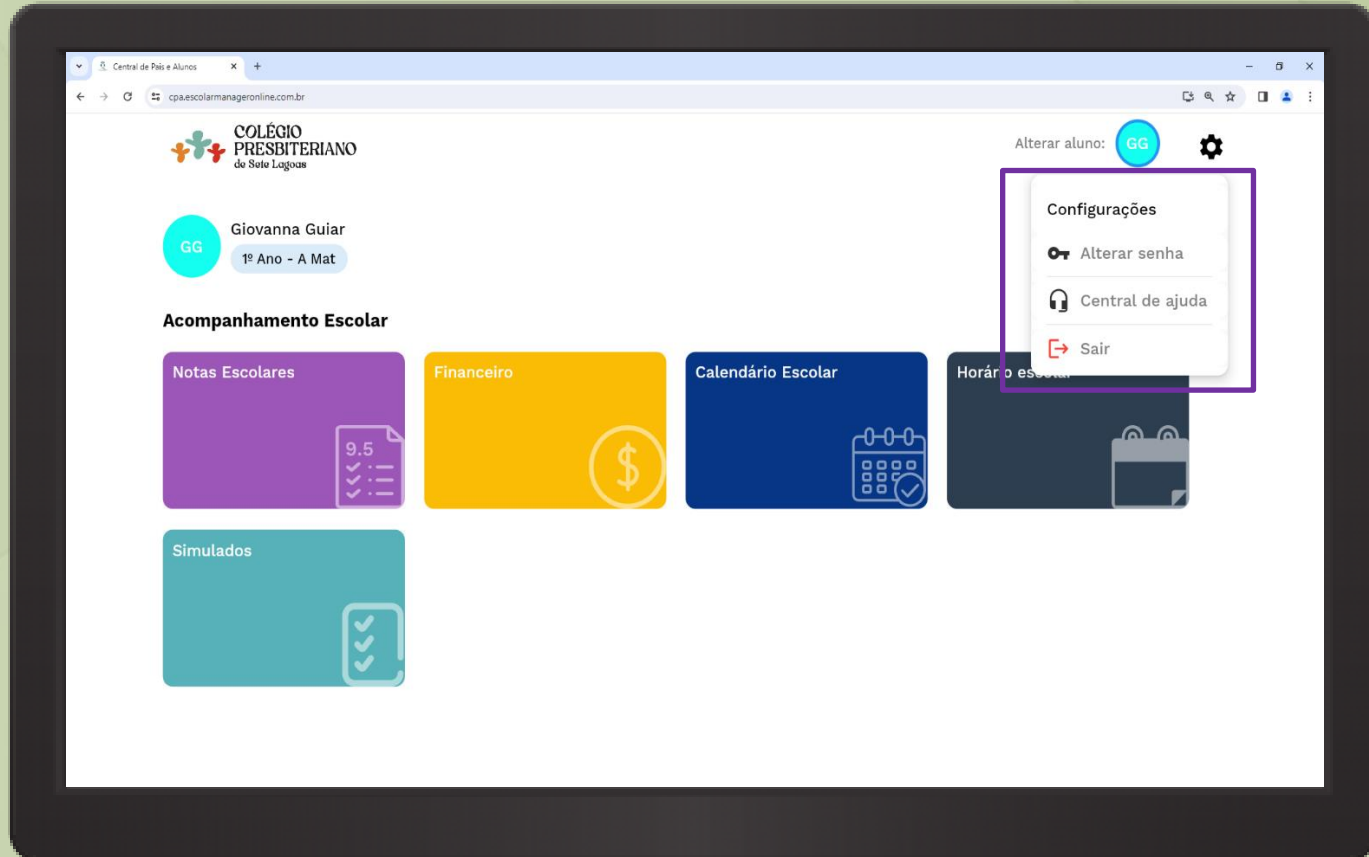 Central de Pais e Alunos
cpa.escolarmanageronline.com.br
COLÉGIO
PRESBITERIANO
de Sete Lagoas
Alterar aluno: GG
Configurações
Alterar senha
Central de ajuda
Sair
GG
Giovanna Guiar
1º Ano - A Mat
Acompanhamento Escolar
Notas Escolares
9.5
Financeiro
$
Calendário Escolar
Horário escolar
Simulados